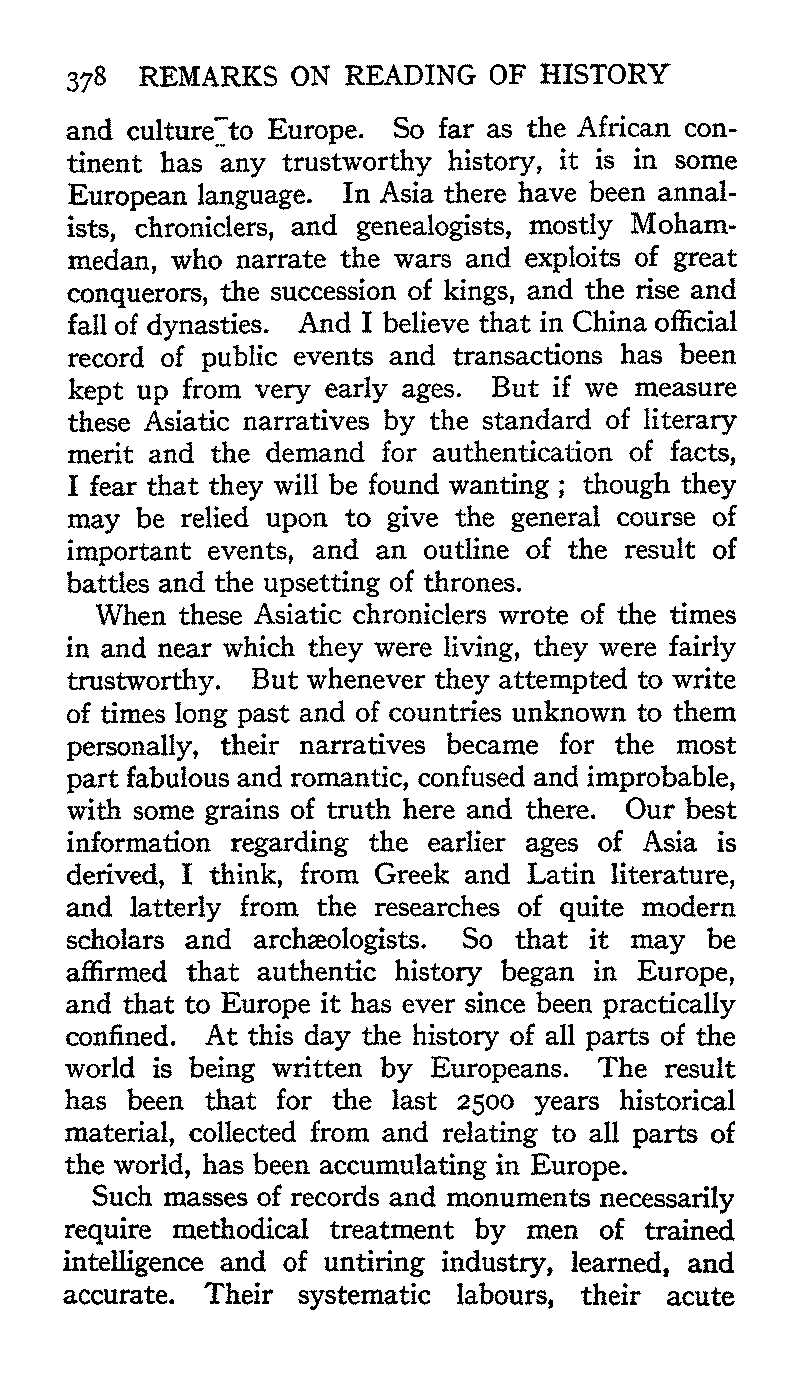 378 REMARKS ON READING OF HISTORY
and culture to Europe. So far as the African con-
tinent has any trustworthy history, it is in some
European language. In Asia there have been annal-
ists, chroniclers, and genealogists, mostly Moham-
medan, who narrate the wars and exploits of great
conquerors, the succession of kings, and the rise and
fall of dynasties. And I believe that in China official
record of public events and transactions has been
kept up from very early ages. But if we measure
these Asiatic narratives by the standard of literary
merit and the demand for authentication of facts,
I fear that they will be found wanting ; though they
may be relied upon to give the general course of
important events, and an outline of the result of
battles and the upsetting of thrones.
When these Asiatic chroniclers wrote of the times
in and near which they were living, they were fairly
trustworthy. But whenever they attempted to write
of times long past and of countries unknown to them
personally, their narratives became for the most
part fabulous and romantic, confused and improbable,
with some grains of truth here and there. Our best
information regarding the earlier ages of Asia is
derived, I think, from Greek and Latin literature,
and latterly from the researches of quite modern
scholars and archæologists. So that it may be
affirmed that authentic history began in Europe,
and that to Europe it has ever since been practically
confined. At this day the history of all parts of the
world is being written by Europeans. The result
has been that for the last 2500 years historical
material, collected from and relating to all parts of
the world, has been accumulating in Europe.
Such masses of records and monuments necessarily
require methodical treatment by men of trained
intelligence and of untiring industry, learned, and
accurate. Their systematic labours, their acute